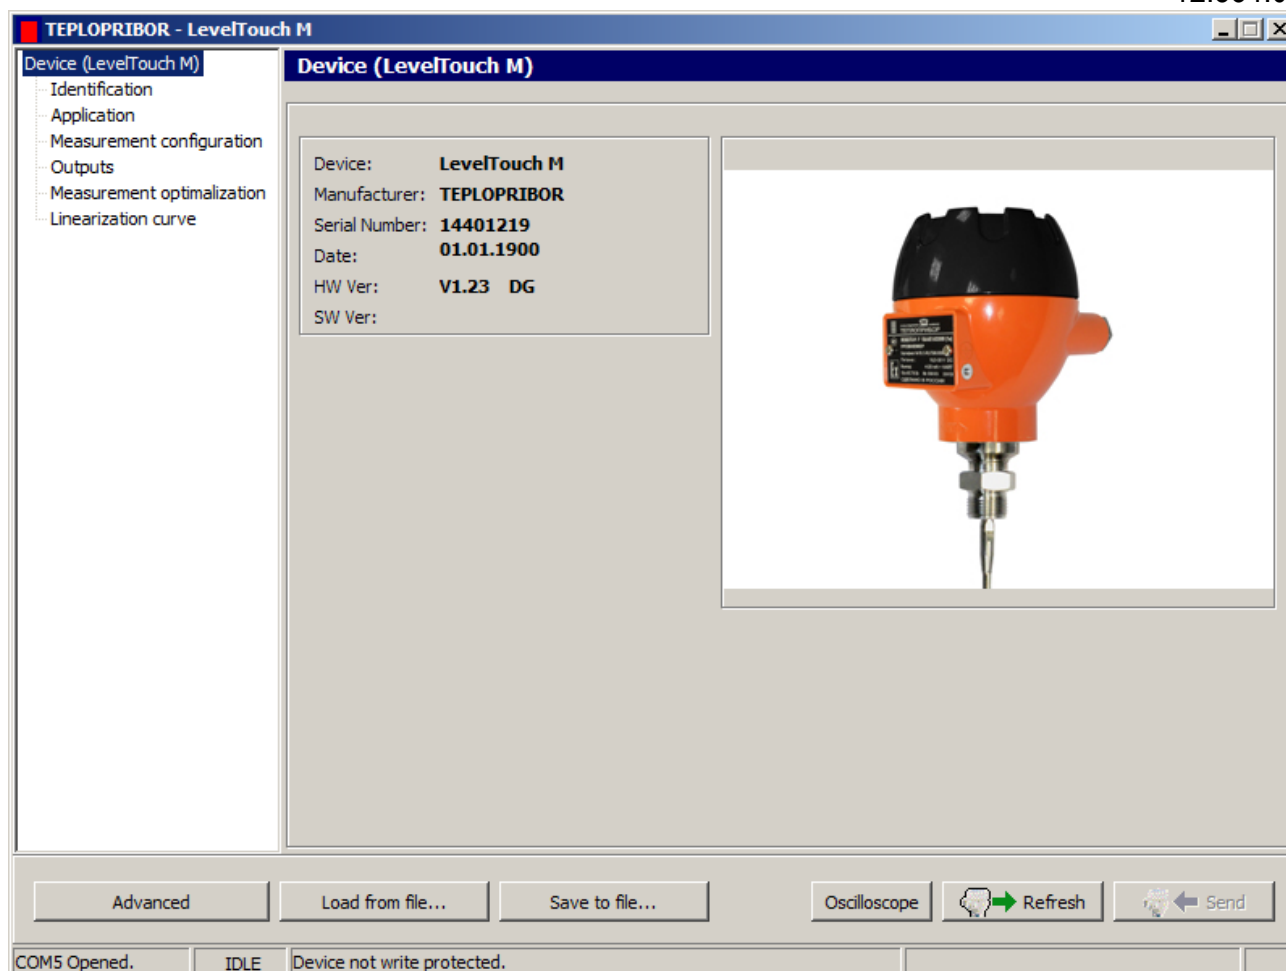 TEPLOPRIBOR - LevelTouch M
Device (LevelTouch M)
Identification
Application
Measurement configuration
Outputs
Measurement optimalization
Linearization curve
Device (LevelTouch M)
Device: LevelTouch M
Manufacturer: TEPLOPRIBOR
Serial Number: 14401219
Date: 01.01.1900
HW Ver: V1.23 DG
SW Ver:
Advanced
Load from file...
Save to file...
Oscilloscope
Refresh
Send
COM5 Opened.
IDLE
Device not write protected.